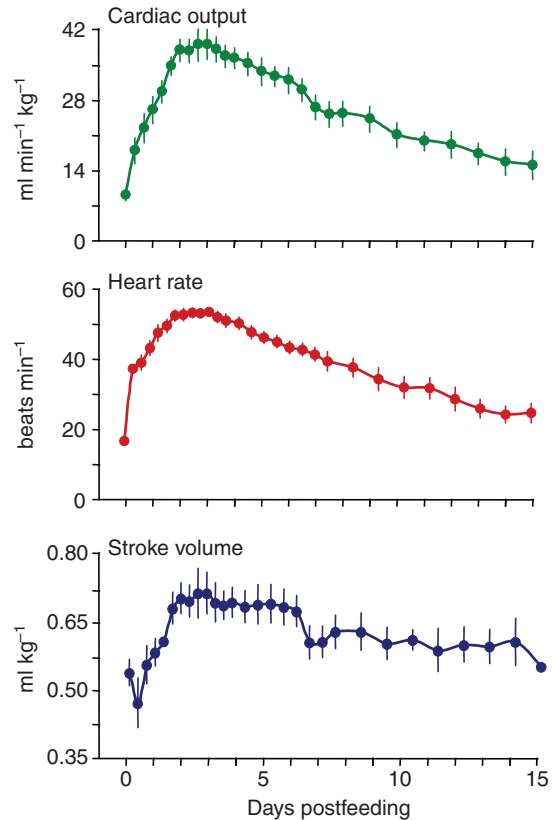 Cardiac output
42
28
14
0
ml min⁻¹ kg⁻¹
Heart rate
60
40
20
0
beats min⁻¹
Stroke volume
0.80
0.65
0.50
0.35
ml kg⁻¹
0 5 10 15
Days postfeeding